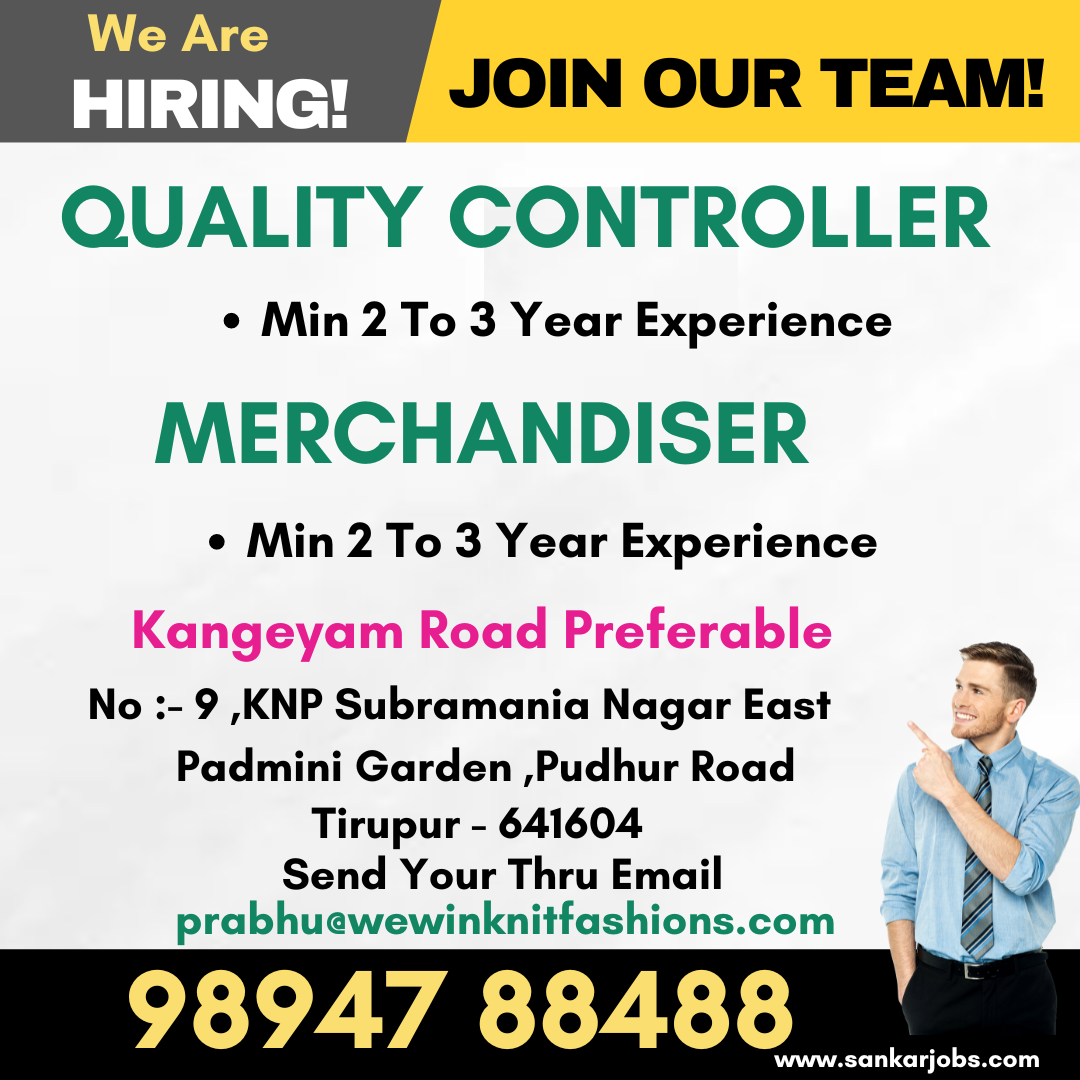 We Are
HIRING!
JOIN OUR TEAM!
QUALITY CONTROLLER
• Min 2 To 3 Year Experience
MERCHANDISER
• Min 2 To 3 Year Experience
Kangeyam Road Preferable
No :- 9 ,KNP Subramania Nagar East
Padmini Garden ,Pudhur Road
Tirupur - 641604
Send Your Thru Email
prabhu@wewinknitfashions.com
98947 88488
www.sankarjobs.com